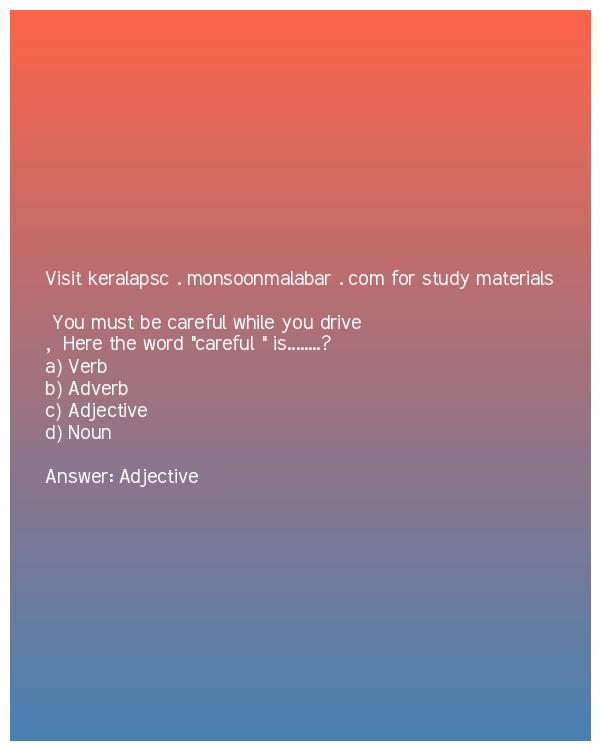 Visit keralapsc . monsoonmalabar . com for study materials
You must be careful while you drive
, Here the word "careful " is........?
a) Verb
b) Adverb
c) Adjective
d) Noun
Answer: Adjective